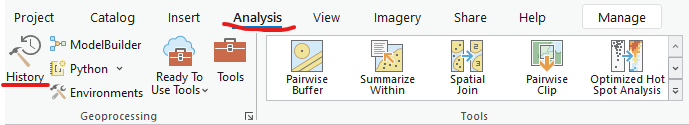 Project Catalog Insert Analysis View Imagery Share Help Manage
History
ModelBuilder
Python
Environments
Ready To
Use Tools
Tools
Geoprocessing
Pairwise
Buffer
Summarize
Within
Spatial
Join
Pairwise
Clip
Optimized Hot
Spot Analysis
Tools